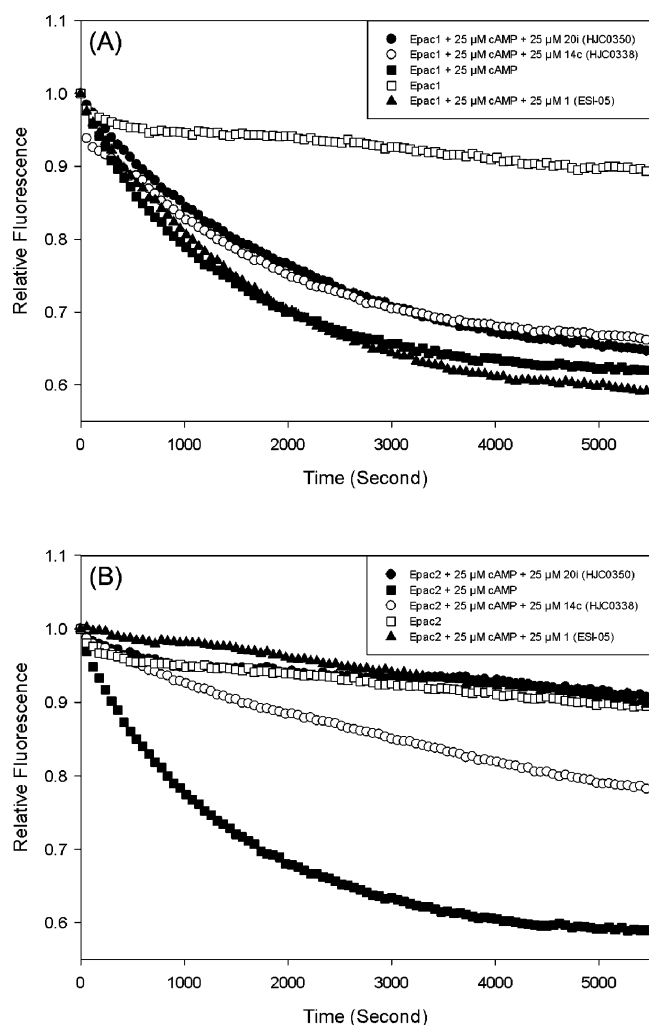 (A)
Epac1 + 25 µM cAMP + 25 µM 20i (HJC0350)
Epac1 + 25 µM cAMP + 25 µM 14c (HJC0338)
Epac1 + 25 µM cAMP
Epac1
Epac1 + 25 µM cAMP + 25 µM 1 (ESI-05)
1.1
1.0
0.9
0.8
0.7
0.6
Relative Fluorescence
0 1000 2000 3000 4000 5000
Time (Second)
(B)
Epac2 + 25 µM cAMP + 25 µM 20i (HJC0350)
Epac2 + 25 µM cAMP
Epac2 + 25 µM cAMP + 25 µM 14c (HJC0338)
Epac2
Epac2 + 25 µM cAMP + 25 µM 1 (ESI-05)
1.1
1.0
0.9
0.8
0.7
0.6
Relative Fluorescence
0 1000 2000 3000 4000 5000
Time (Second)